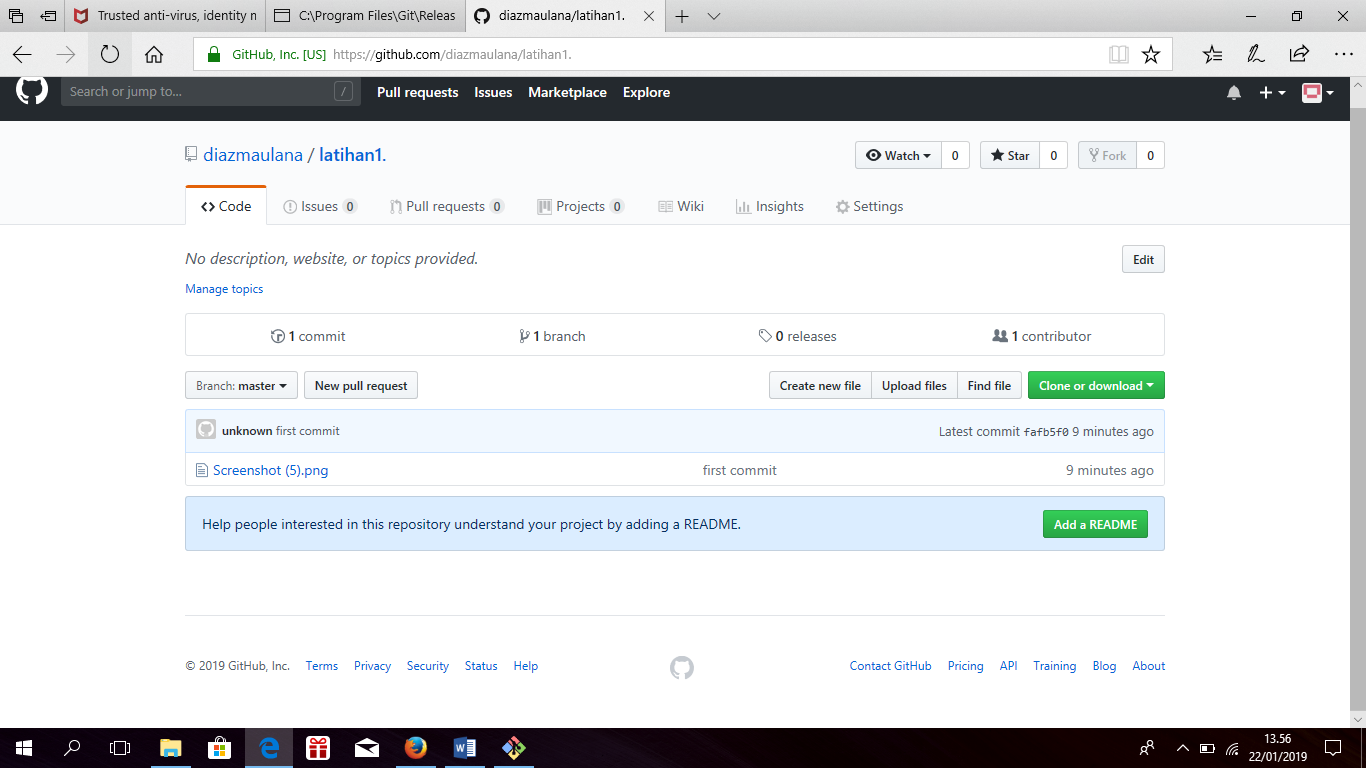 Trusted anti-virus, identity n
C:\Program Files\Git\Releas
diazmaulana/latihan1.
GitHub, Inc. [US] https://github.com/diazmaulana/latihan1.
Search or jump to... /
Pull requests Issues Marketplace Explore
diazmaulana / latihan1.
Watch 0 Star 0 Fork 0
Code Issues 0 Pull requests 0 Projects 0 Wiki Insights Settings
No description, website, or topics provided. Edit
Manage topics
1 commit 1 branch 0 releases 1 contributor
Branch: master New pull request Create new file Upload files Find file Clone or download
unknown first commit Latest commit fafb5f0 9 minutes ago
Screenshot (5).png first commit 9 minutes ago
Help people interested in this repository understand your project by adding a README. Add a README
© 2019 GitHub, Inc. Terms Privacy Security Status Help Contact GitHub Pricing API Training Blog About
13.56
22/01/2019